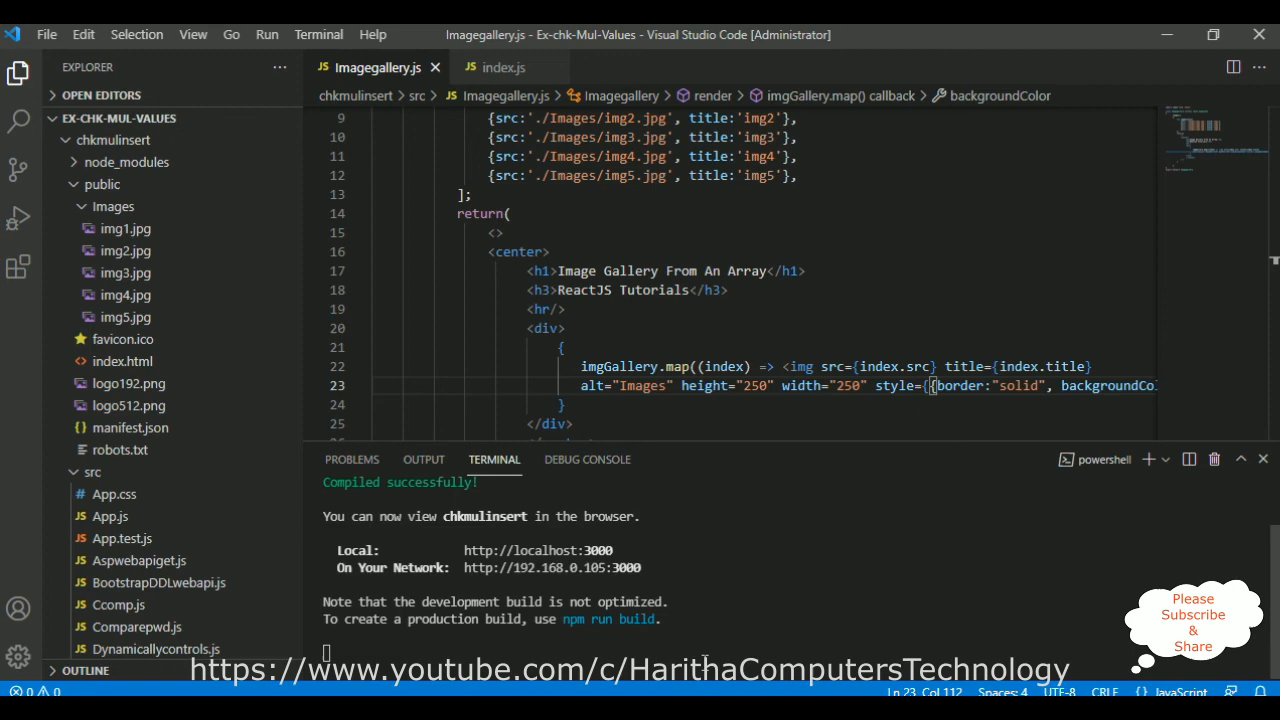 File Edit Selection View Go Run Terminal Help Imagegallery.js - Ex-chk-Mul-Values - Visual Studio Code [Administrator]
EXPLORER
OPEN EDITORS
EX-CHK-MUL-VALUES
chkmulinsert
node_modules
public
Images
img1.jpg
img2.jpg
img3.jpg
img4.jpg
img5.jpg
favicon.ico
index.html
logo192.png
logo512.png
manifest.json
robots.txt
src
App.css
App.js
App.test.js
Aspwebapiget.js
BootstrapDDLwebapi.js
Ccomp.js
Comparepwd.js
Dynamicallycontrols.js
OUTLINE
JS Imagegallery.js JS index.js
chkmulinsert > src > JS Imagegallery.js > Imagegallery > render > imgGallery.map() callback > backgroundColor
9 {src:'./Images/img2.jpg', title:'img2'},
10 {src:'./Images/img3.jpg', title:'img3'},
11 {src:'./Images/img4.jpg', title:'img4'},
12 {src:'./Images/img5.jpg', title:'img5'},
13 ];
14 return(
15 <>
16 <center>
17 <h1>Image Gallery From An Array</h1>
18 <h3>ReactJS Tutorials</h3>
19 <hr/>
20 <div>
21 {
22 imgGallery.map((index) => <img src={index.src} title={index.title}
23 alt="Images" height="250" width="250" style={{border:"solid", backgroundCo
24 }
25 </div>
PROBLEMS OUTPUT TERMINAL DEBUG CONSOLE powershell
Compiled successfully!
You can now view chkmulinsert in the browser.
Local: http://localhost:3000
On Your Network: http://192.168.0.105:3000
Note that the development build is not optimized.
To create a production build, use npm run build.
Please
Subscribe
&
Share
https://www.youtube.com/c/HarithaComputersTechnology
0 0 Ln 23, Col 112 Spaces: 4 UTF-8 CRLF {} JavaScript